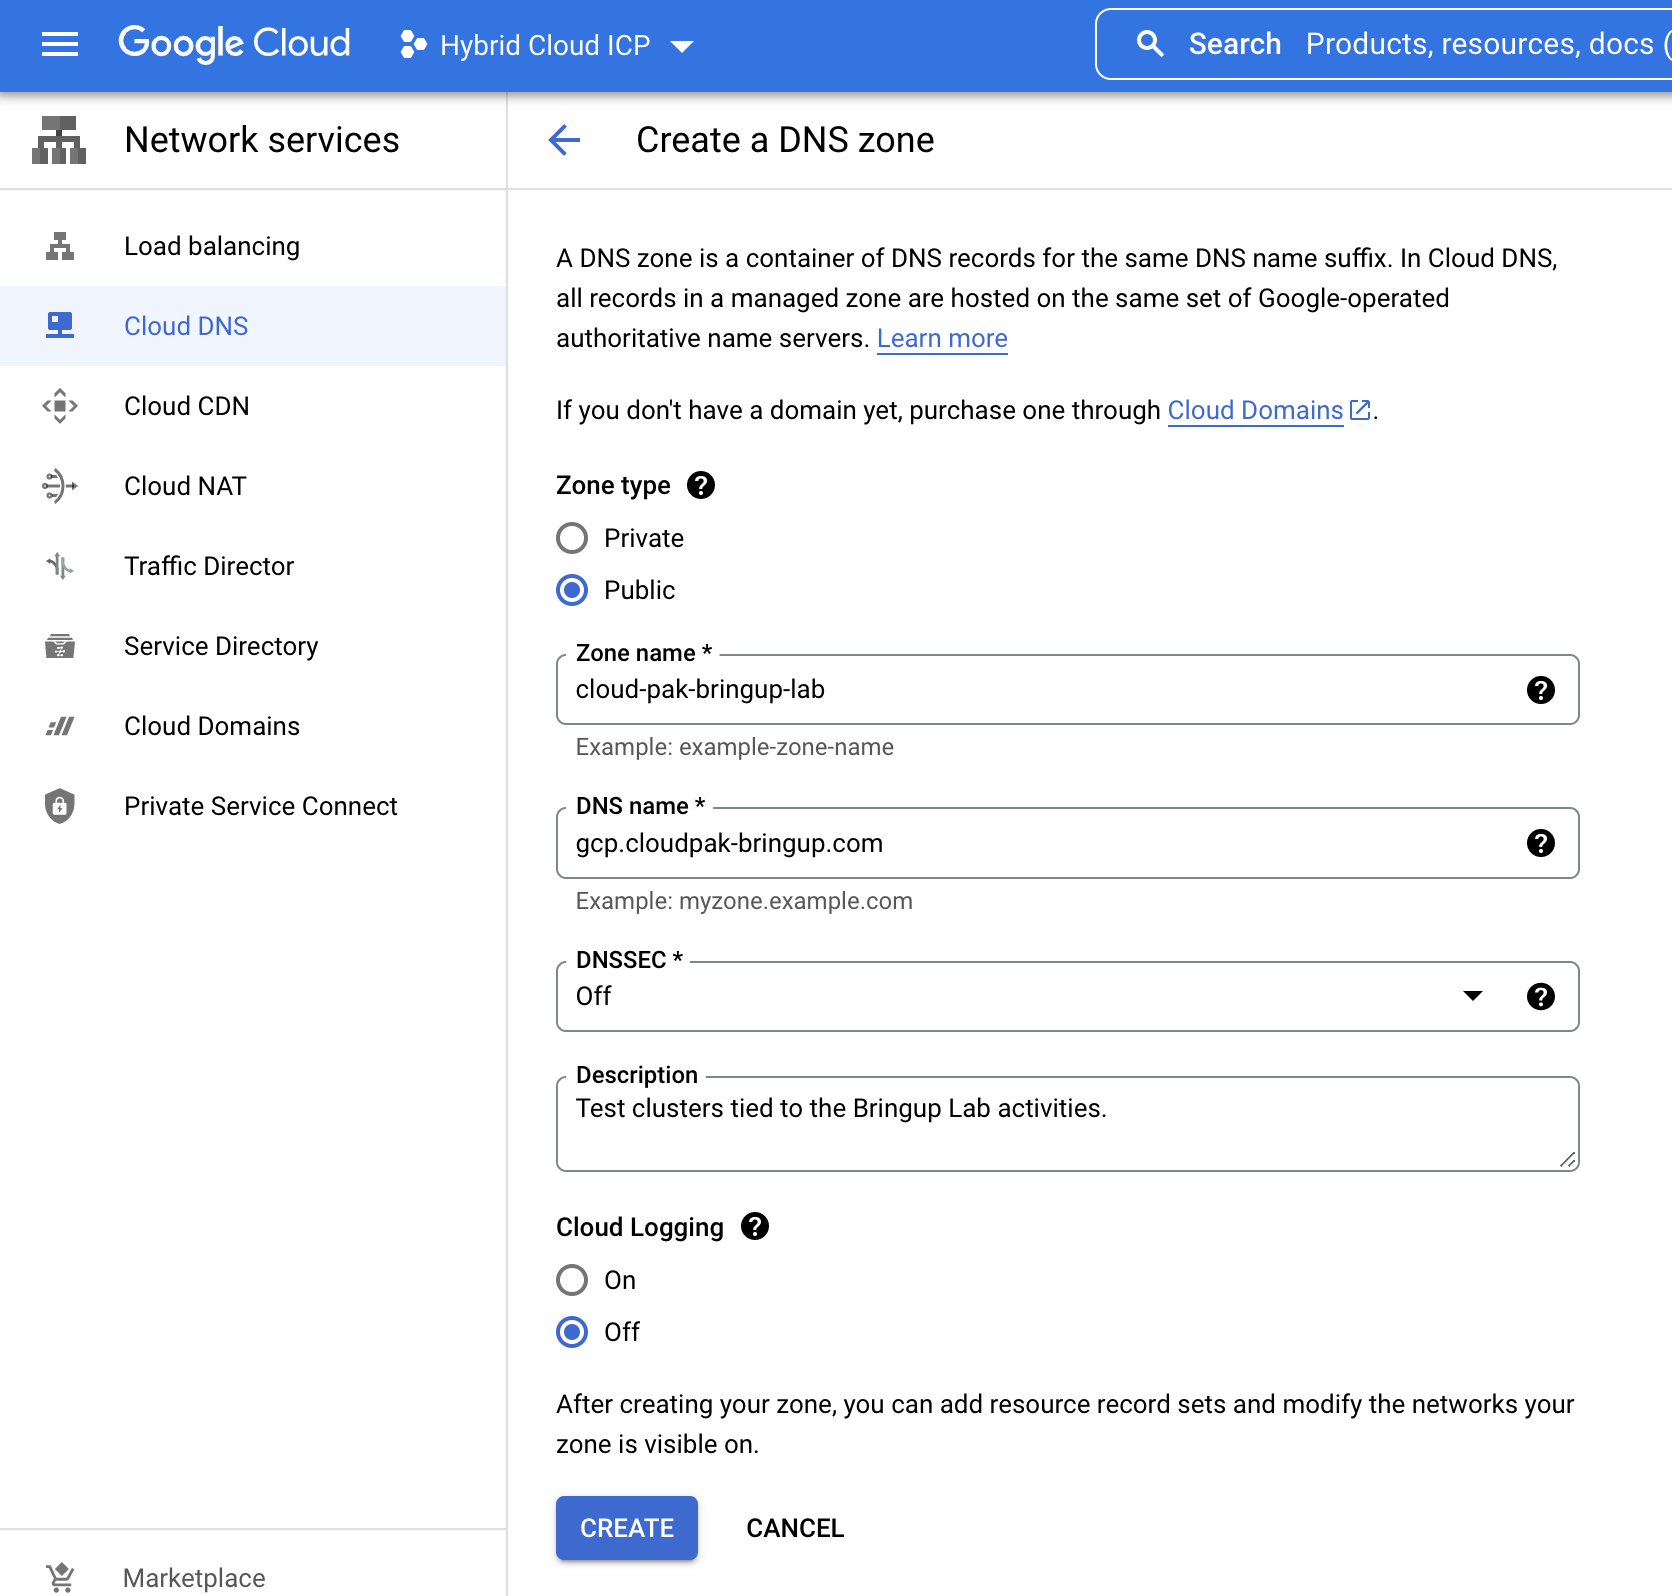 Google Cloud
Hybrid Cloud ICP
Search Products, resources, docs (
Network services
Create a DNS zone
Load balancing
Cloud DNS
Cloud CDN
Cloud NAT
Traffic Director
Service Directory
Cloud Domains
Private Service Connect
Marketplace
A DNS zone is a container of DNS records for the same DNS name suffix. In Cloud DNS,
all records in a managed zone are hosted on the same set of Google-operated
authoritative name servers. Learn more
If you don't have a domain yet, purchase one through Cloud Domains.
Zone type
Private
Public
Zone name *
cloud-pak-bringup-lab
Example: example-zone-name
DNS name *
gcp.cloudpak-bringup.com
Example: myzone.example.com
DNSSEC *
Off
Description
Test clusters tied to the Bringup Lab activities.
Cloud Logging
On
Off
After creating your zone, you can add resource record sets and modify the networks your
zone is visible on.
CREATE
CANCEL